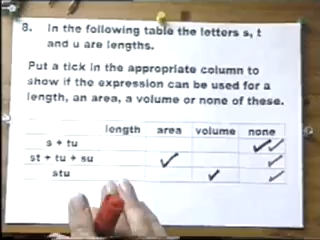 8. In the following table the letters s, t
and u are lengths.
Put a tick in the appropriate column to
show if the expression can be used for a
length, an area, a volume or none of these.
length area volume none
s + tu
st + tu + su
stu